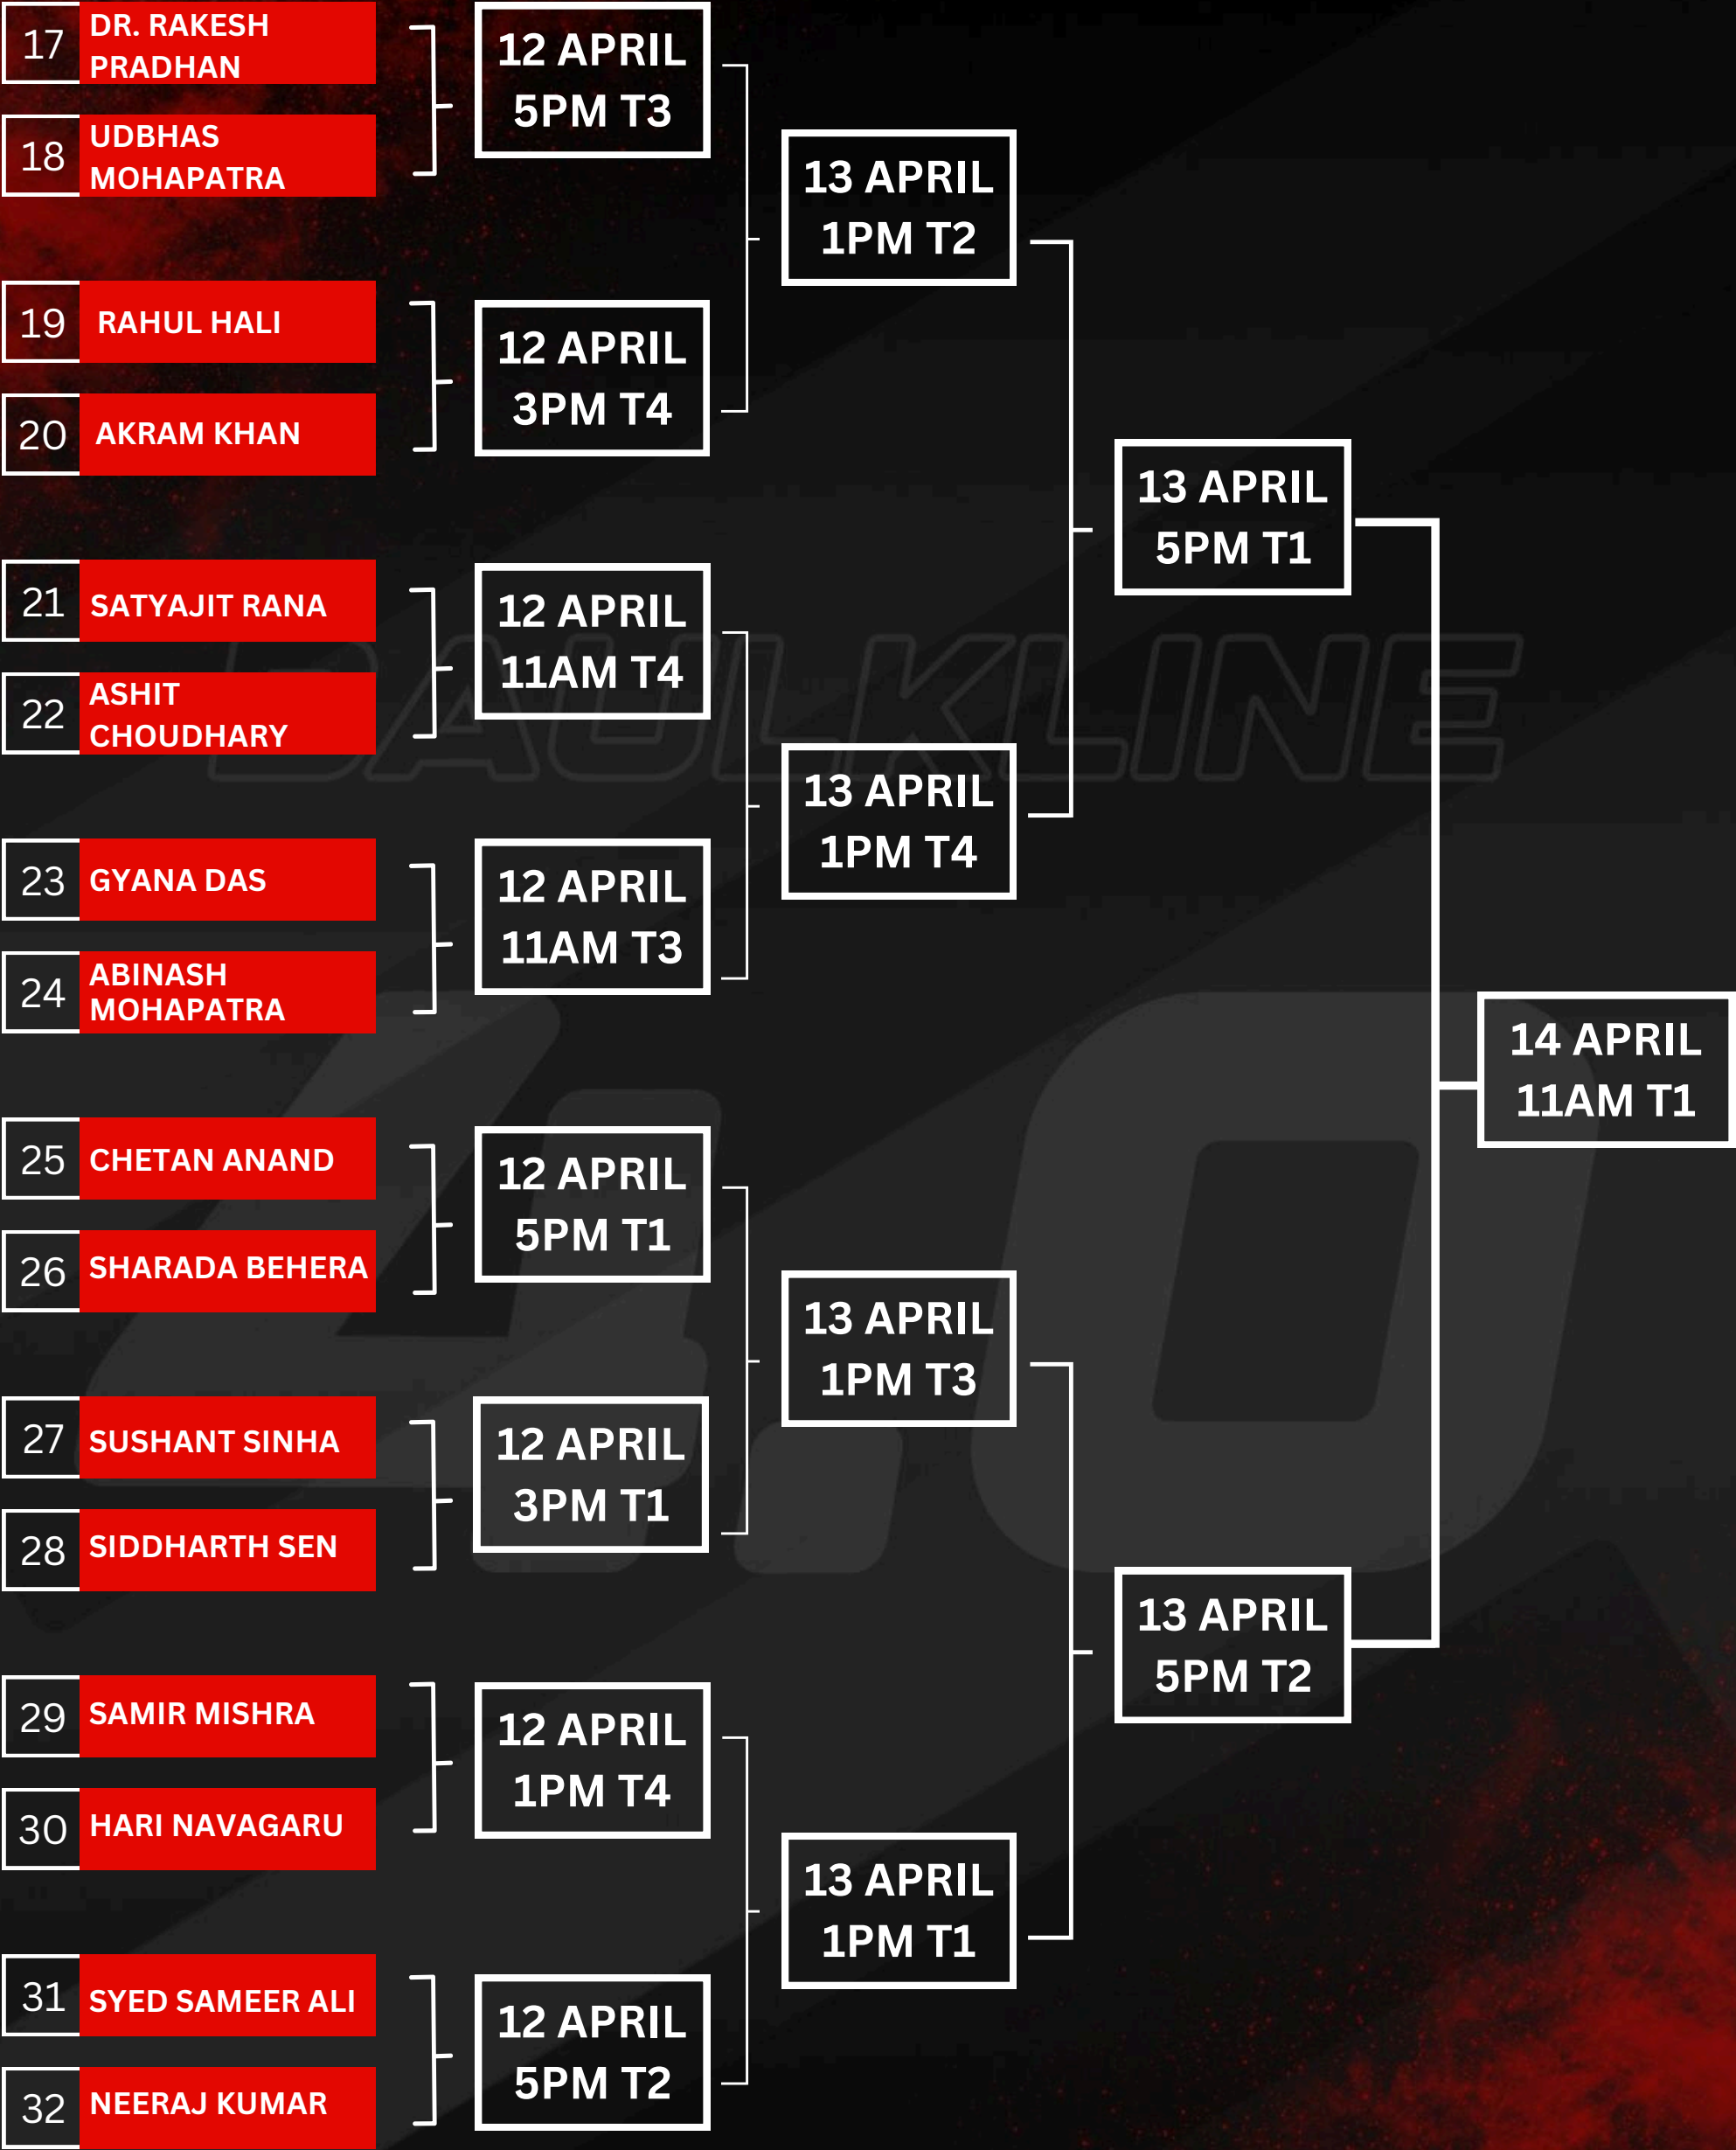 17
DR. RAKESH
PRADHAN
18
UDBHAS
MOHAPATRA
12 APRIL
5PM T3
19
RAHUL HALI
20
AKRAM KHAN
12 APRIL
3PM T4
13 APRIL
1PM T2
21
SATYAJIT RANA
22
ASHIT
CHOUDHARY
12 APRIL
11AM T4
23
GYANA DAS
24
ABINASH
MOHAPATRA
12 APRIL
11AM T3
13 APRIL
1PM T4
13 APRIL
5PM T1
25
CHETAN ANAND
26
SHARADA BEHERA
12 APRIL
5PM T1
27
SUSHANT SINHA
28
SIDDHARTH SEN
12 APRIL
3PM T1
13 APRIL
1PM T3
29
SAMIR MISHRA
30
HARI NAVAGARU
12 APRIL
1PM T4
31
SYED SAMEER ALI
32
NEERAJ KUMAR
12 APRIL
5PM T2
13 APRIL
1PM T1
13 APRIL
5PM T2
14 APRIL
11AM T1
BAULKLINE
4.0